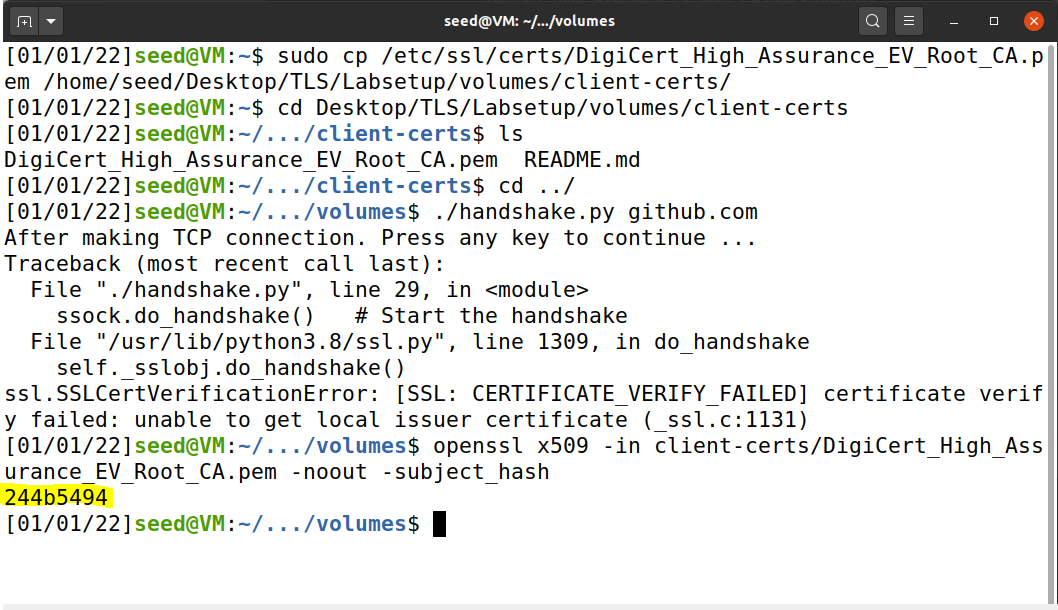 seed@VM: ~/.../volumes
[01/01/22]seed@VM:~$ sudo cp /etc/ssl/certs/DigiCert_High_Assurance_EV_Root_CA.p
em /home/seed/Desktop/TLS/Labsetup/volumes/client-certs/
[01/01/22]seed@VM:~$ cd Desktop/TLS/Labsetup/volumes/client-certs
[01/01/22]seed@VM:~/.../client-certs$ ls
DigiCert_High_Assurance_EV_Root_CA.pem  README.md
[01/01/22]seed@VM:~/.../client-certs$ cd ../
[01/01/22]seed@VM:~/.../volumes$ ./handshake.py github.com
After making TCP connection. Press any key to continue ...
Traceback (most recent call last):
  File "./handshake.py", line 29, in <module>
    ssock.do_handshake()   # Start the handshake
  File "/usr/lib/python3.8/ssl.py", line 1309, in do_handshake
    self._sslobj.do_handshake()
ssl.SSLCertVerificationError: [SSL: CERTIFICATE_VERIFY_FAILED] certificate verif
y failed: unable to get local issuer certificate (_ssl.c:1131)
[01/01/22]seed@VM:~/.../volumes$ openssl x509 -in client-certs/DigiCert_High_Ass
urance_EV_Root_CA.pem -noout -subject_hash
244b5494
[01/01/22]seed@VM:~/.../volumes$